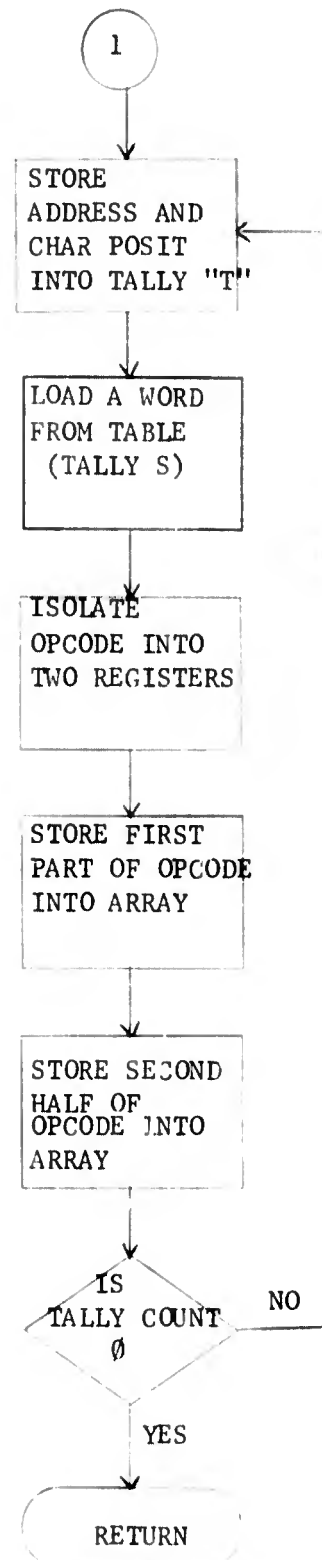 1
STORE
ADDRESS AND
CHAR POSIT
INTO TALLY "T"
LOAD A WORD
FROM TABLE
(TALLY S)
ISOLATE
OPCODE INTO
TWO REGISTERS
STORE FIRST
PART OF OPCODE
INTO ARRAY
STORE SECOND
HALF OF
OPCODE INTO
ARRAY
IS
TALLY COUNT
Ø
NO
YES
RETURN